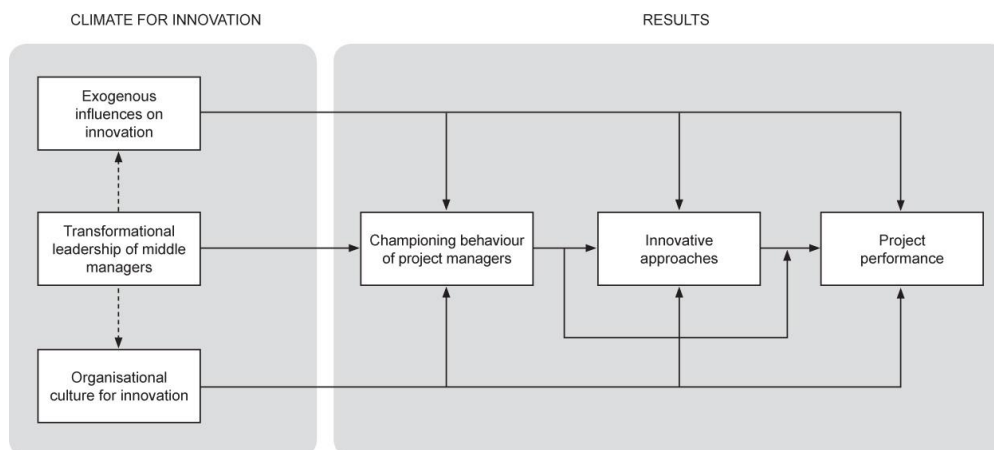 CLIMATE FOR INNOVATION
RESULTS
Exogenous
influences on
innovation
Transformational
leadership of middle
managers
Championing behaviour
of project managers
Innovative
approaches
Project
performance
Organisational
culture for innovation